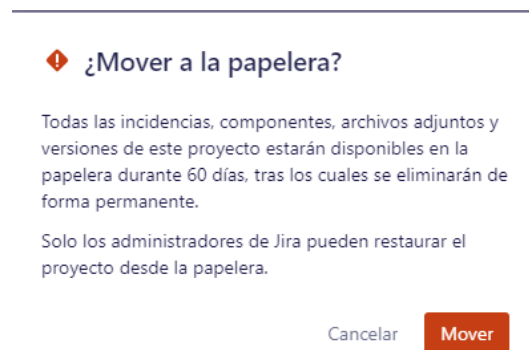 ¿Mover a la papelera?
Todas las incidencias, componentes, archivos adjuntos y
versiones de este proyecto estarán disponibles en la
papelera durante 60 días, tras los cuales se eliminarán de
forma permanente.
Solo los administradores de Jira pueden restaurar el
proyecto desde la papelera.
Cancelar Mover